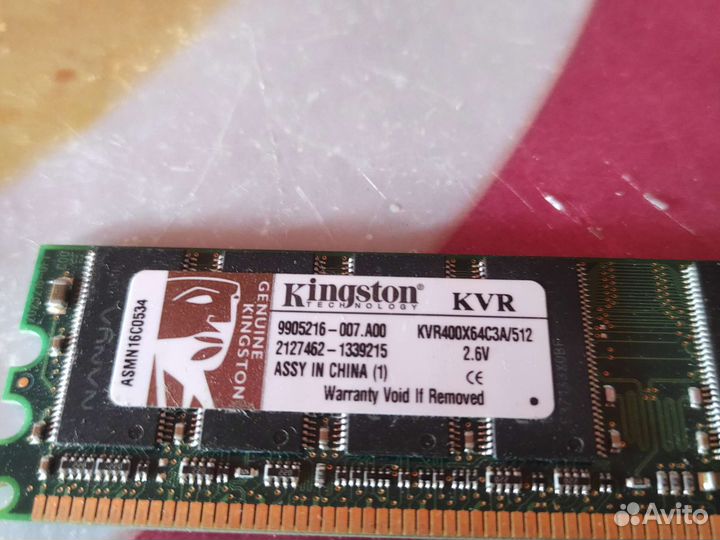 ASMN16C0534
GENUINE
KINGSTON
Kingston®
TECHNOLOGY
KVR
9905216-007.A00
KVR400X64C3A/512
2127462-1339215
2.6V
ASSY IN CHINA (1)
CE
Warranty Void If Removed
Avito